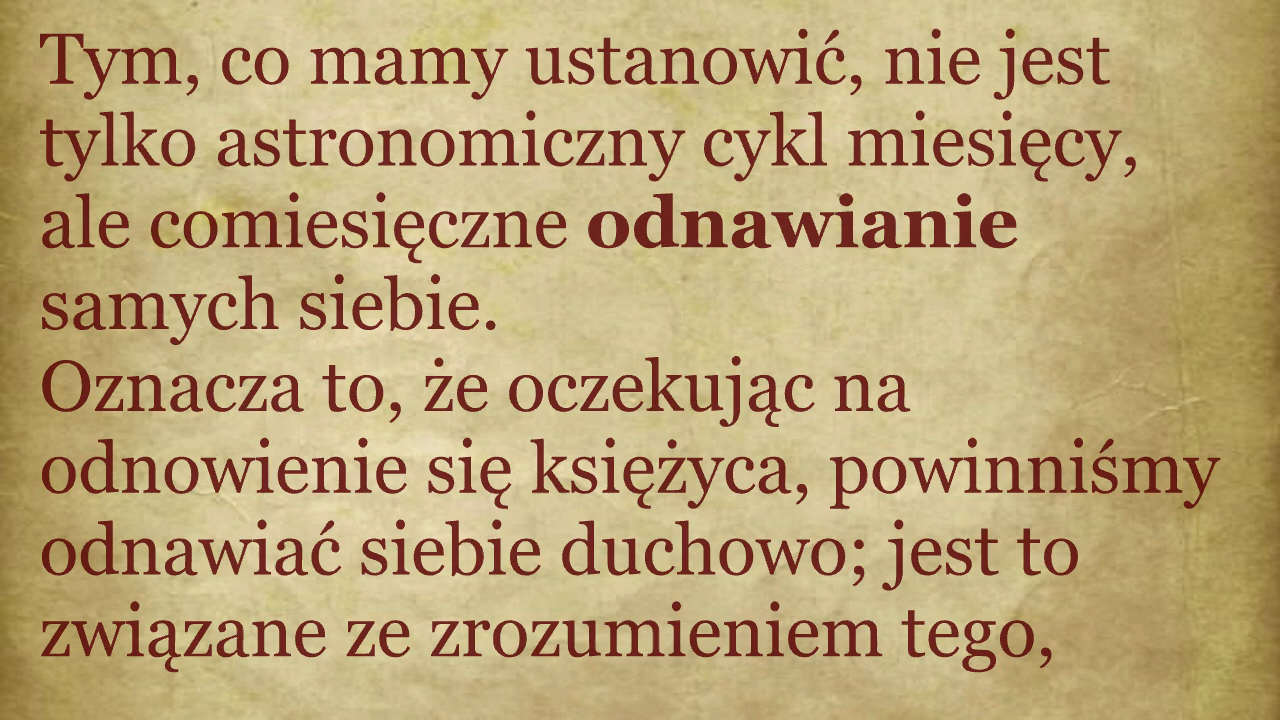 Tym, co mamy ustanowić, nie jest
tylko astronomiczny cykl miesięcy,
ale comiesięczne odnawianie
samych siebie.
Oznacza to, że oczekując na
odnowienie się księżyca, powinniśmy
odnawiać siebie duchowo; jest to
związane ze zrozumieniem tego,